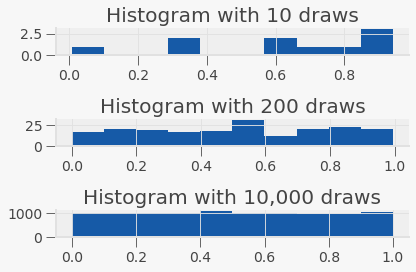 Histogram with 10 draws
2.5
0.0
0.0 0.2 0.4 0.6 0.8
Histogram with 200 draws
25
0
0.0 0.2 0.4 0.6 0.8 1.0
Histogram with 10,000 draws
1000
0
0.0 0.2 0.4 0.6 0.8 1.0